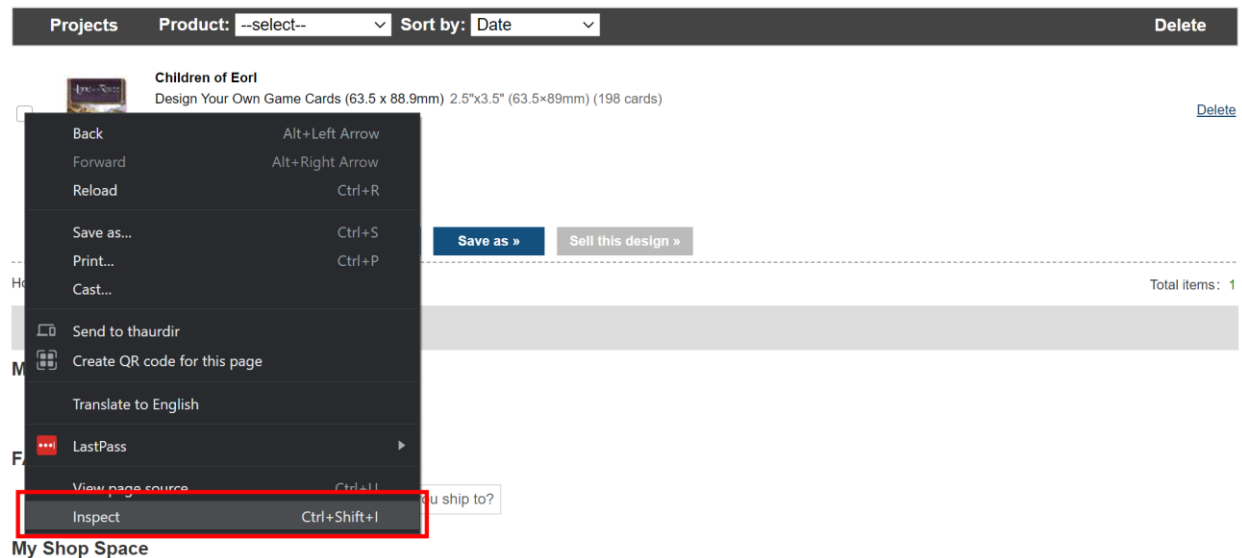 Projects Product: --select-- Sort by: Date Delete
Children of Eorl
Design Your Own Game Cards (63.5 x 88.9mm) 2.5"x3.5" (63.5×89mm) (198 cards)
Delete
Back Alt+Left Arrow
Forward Alt+Right Arrow
Reload Ctrl+R
Save as... Ctrl+S
Print... Ctrl+P
Cast...
Send to thaurdir
Create QR code for this page
Translate to English
LastPass
View page source Ctrl+U
Inspect Ctrl+Shift+I
Save as » Sell this design »
Total items: 1
ou ship to?
My Shop Space